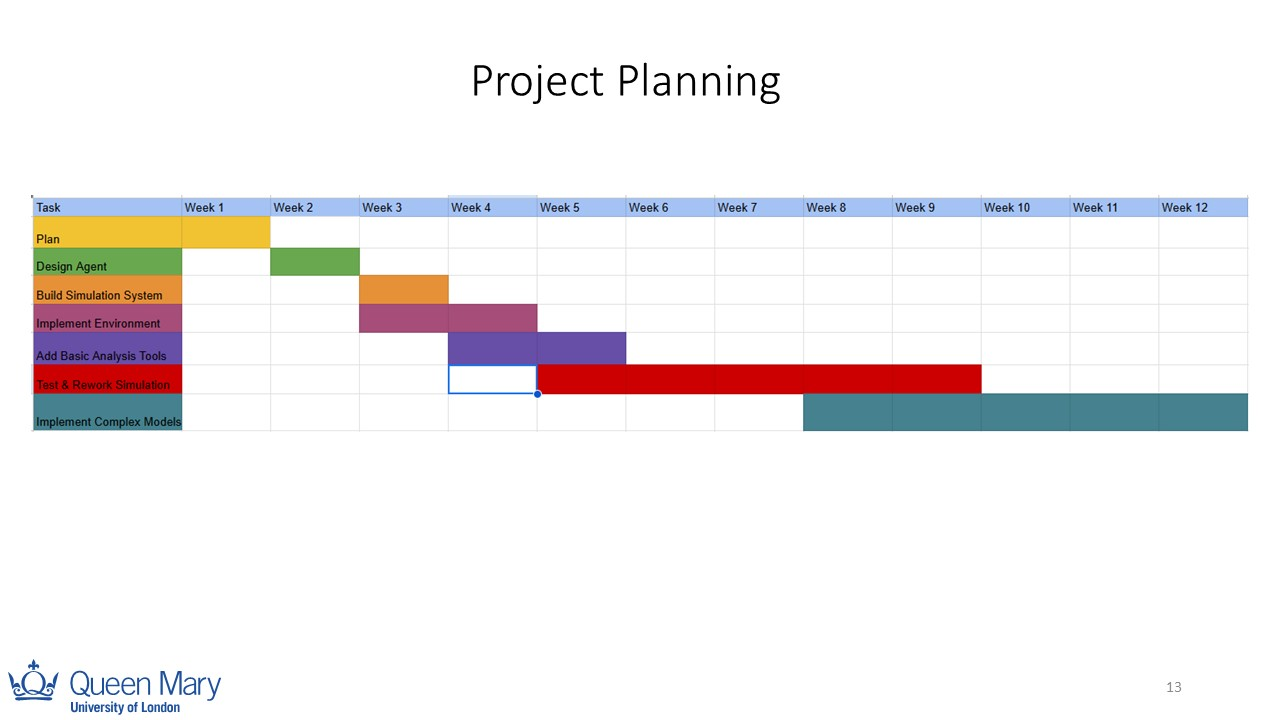 Project Planning
Task Week 1 Week 2 Week 3 Week 4 Week 5 Week 6 Week 7 Week 8 Week 9 Week 10 Week 11 Week 12
Plan
Design Agent
Build Simulation System
Implement Environment
Add Basic Analysis Tools
Test & Rework Simulation
Implement Complex Models
Queen Mary
University of London
13